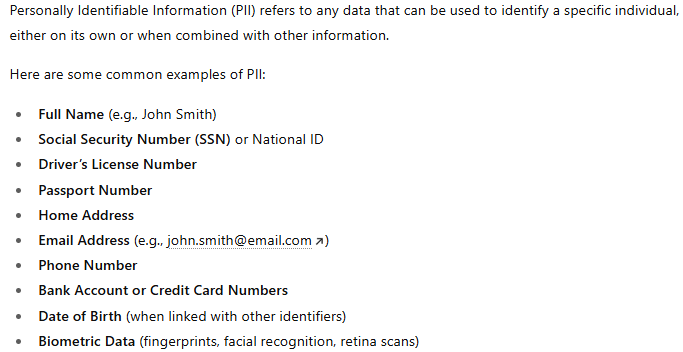 Personally Identifiable Information (PII) refers to any data that can be used to identify a specific individual,
either on its own or when combined with other information.
Here are some common examples of PII:
• Full Name (e.g., John Smith)
• Social Security Number (SSN) or National ID
• Driver’s License Number
• Passport Number
• Home Address
• Email Address (e.g., john.smith@email.com ↗)
• Phone Number
• Bank Account or Credit Card Numbers
• Date of Birth (when linked with other identifiers)
• Biometric Data (fingerprints, facial recognition, retina scans)